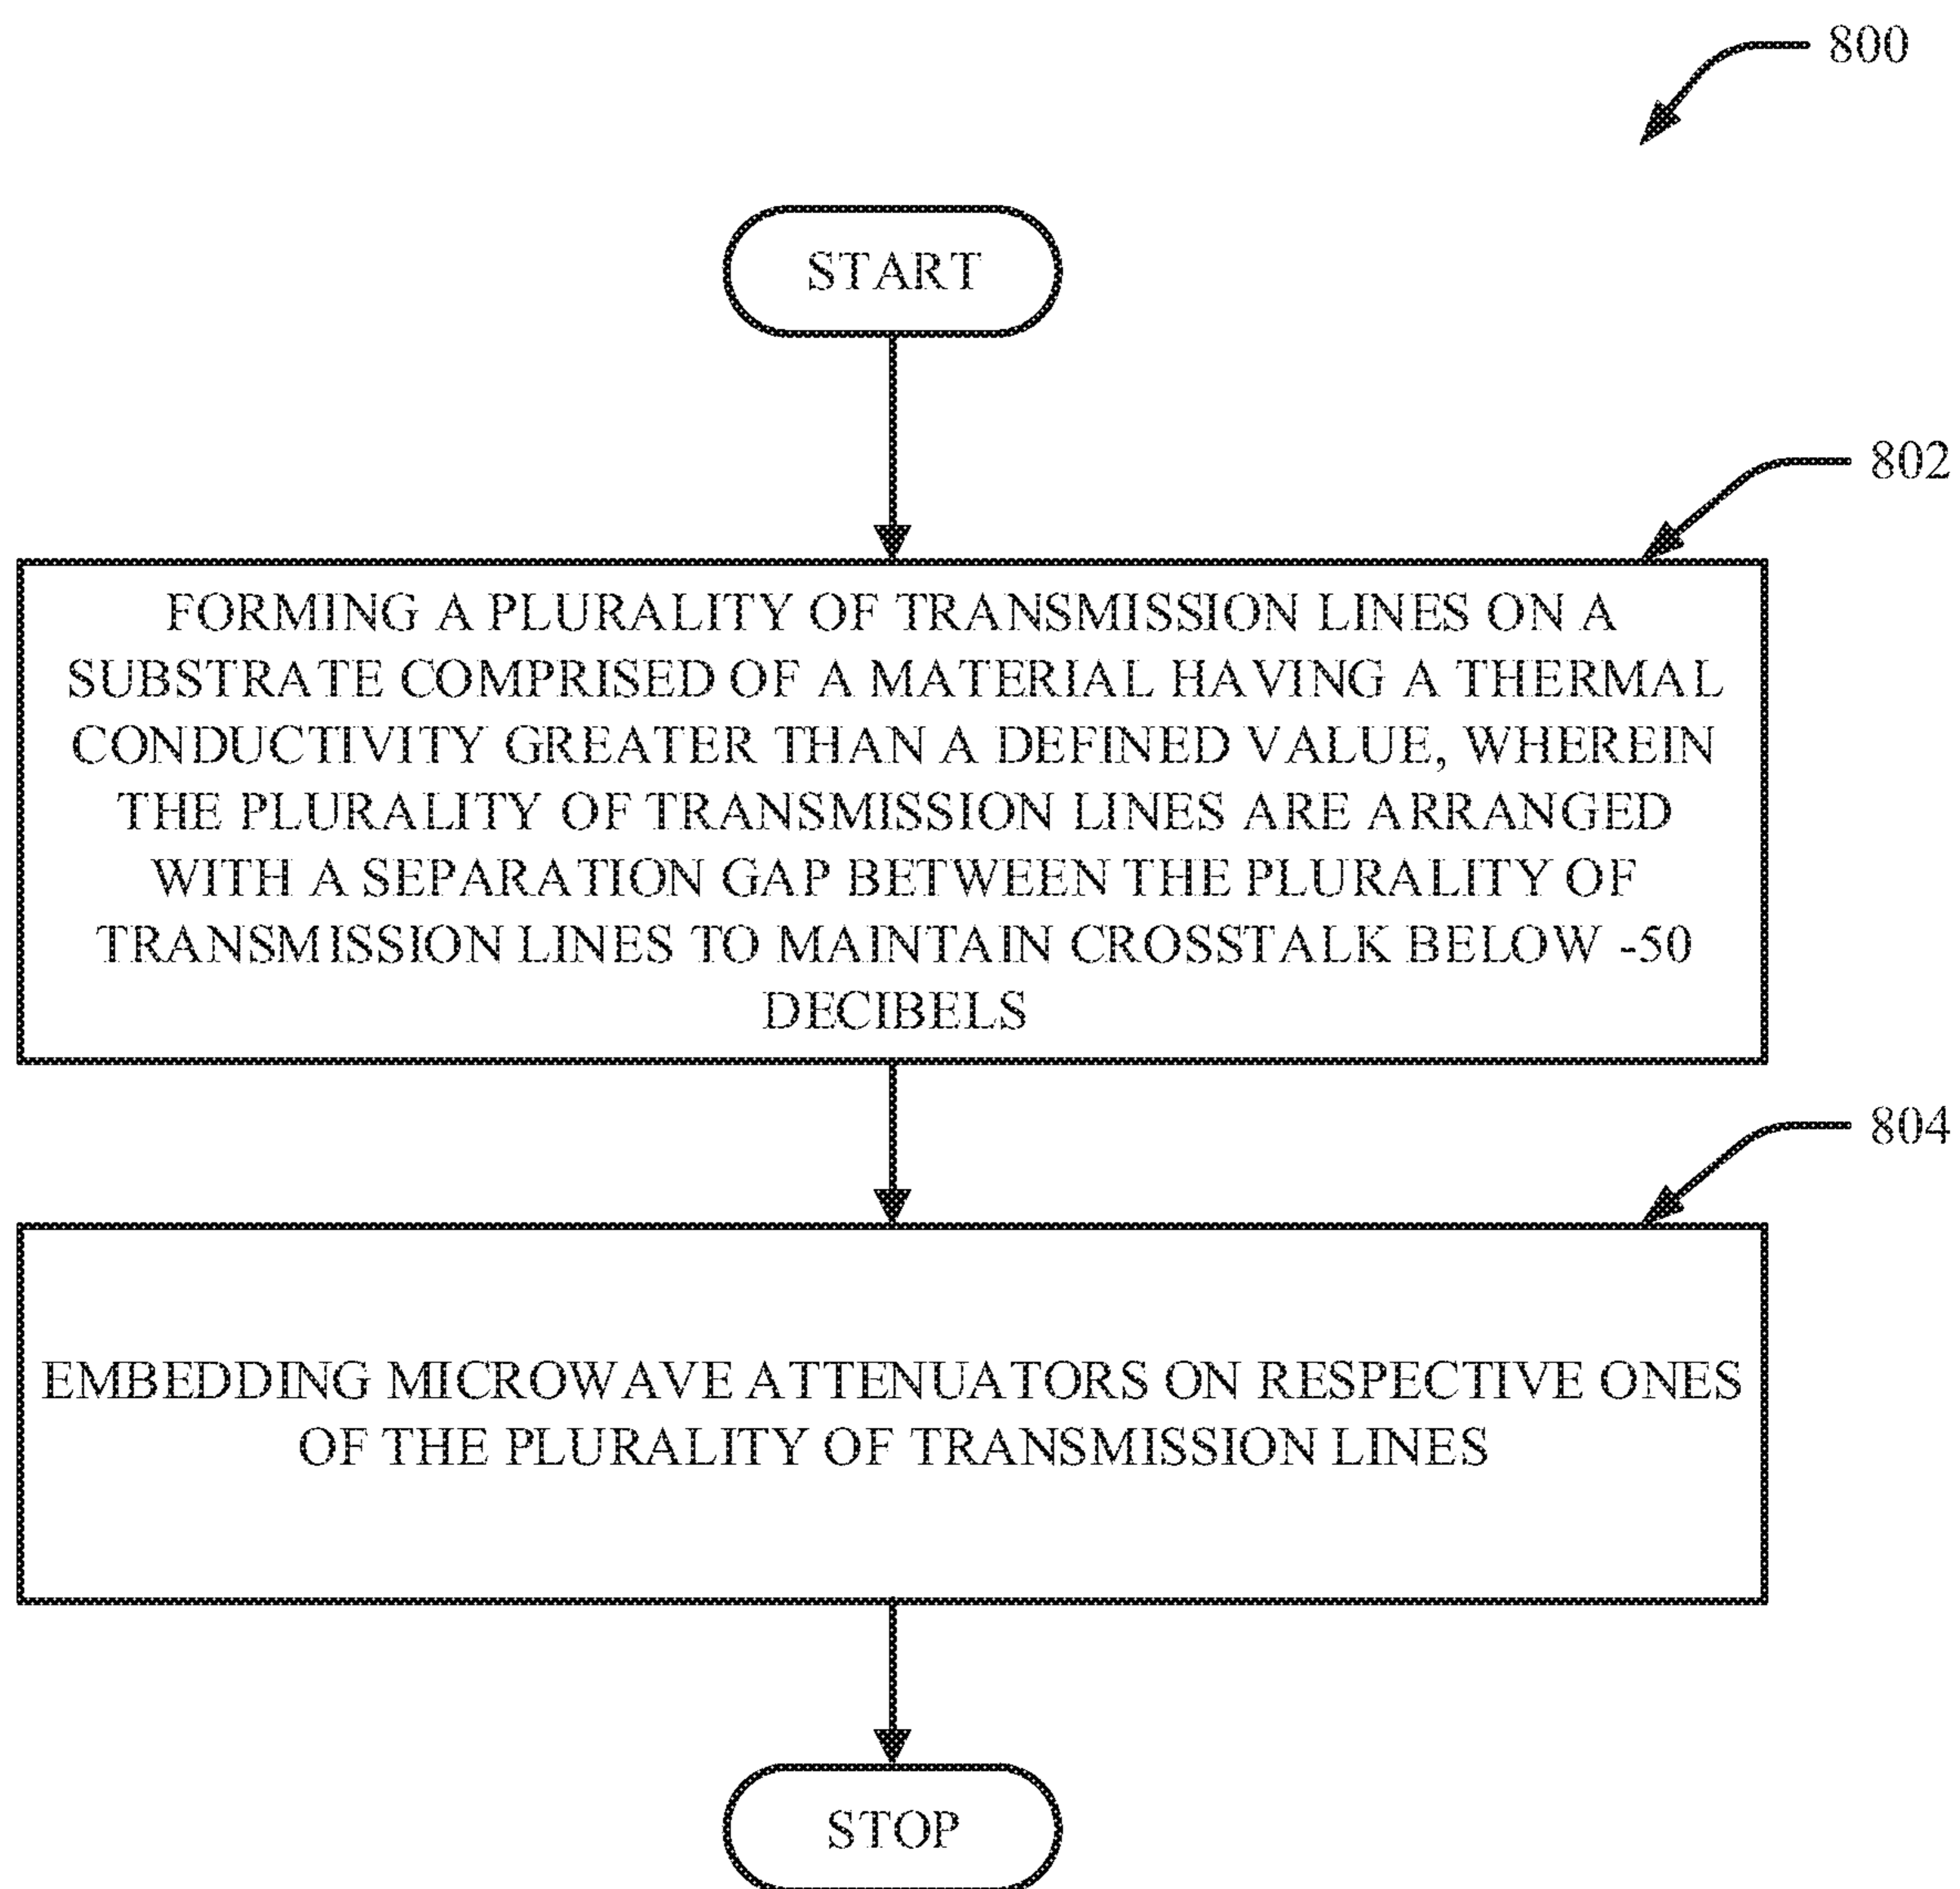 800
START
802
FORMING A PLURALITY OF TRANSMISSION LINES ON A
SUBSTRATE COMPRISED OF A MATERIAL HAVING A THERMAL
CONDUCTIVITY GREATER THAN A DEFINED VALUE, WHEREIN
THE PLURALITY OF TRANSMISSION LINES ARE ARRANGED
WITH A SEPARATION GAP BETWEEN THE PLURALITY OF
TRANSMISSION LINES TO MAINTAIN CROSSTALK BELOW -50
DECIBELS
804
EMBEDDING MICROWAVE ATTENUATORS ON RESPECTIVE ONES
OF THE PLURALITY OF TRANSMISSION LINES
STOP